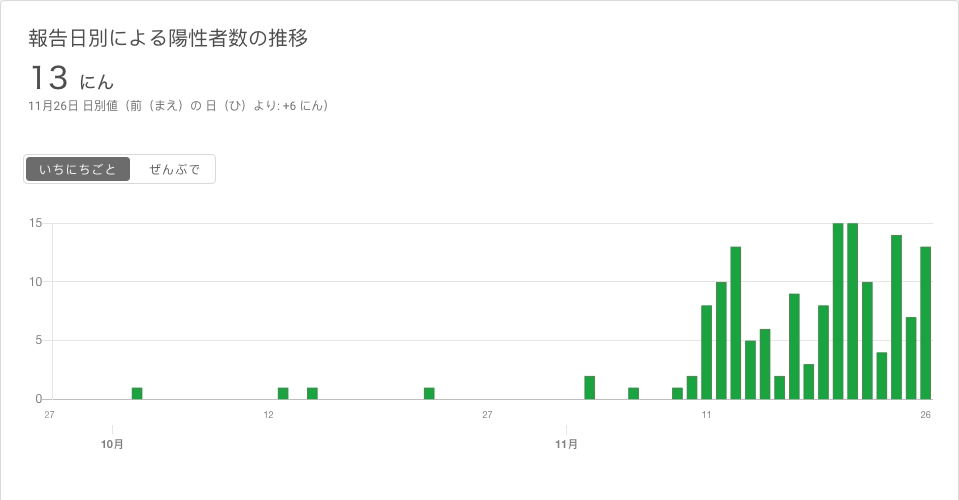 報告日別による陽性者数の推移
13 にん
11月26日 日別値（前（まえ）の 日（ひ）より: +6 にん）
いちにちごと ぜんぶで
15
10
5
0
27 12 27 11 26
10月 11月